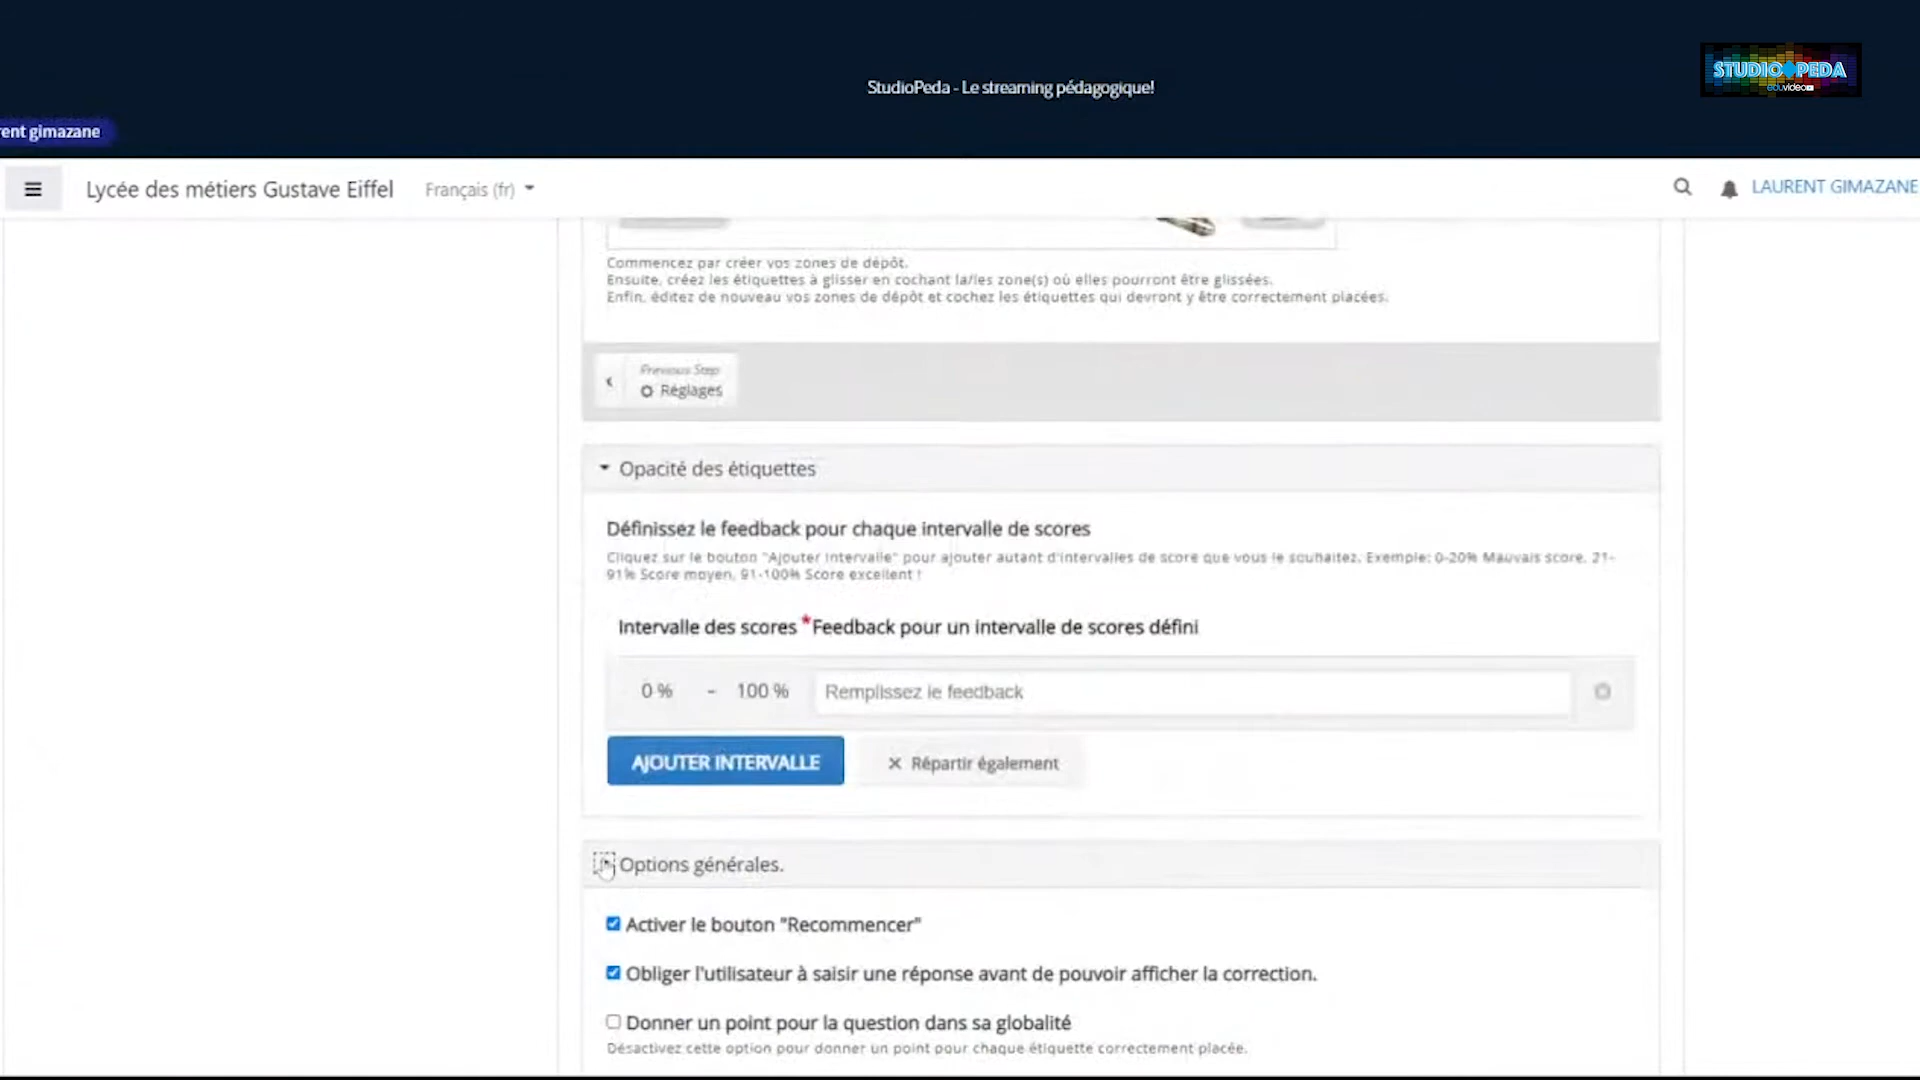 STUDIO PEDA
eduvideo
StudioPeda - Le streaming pédagogique!
rent gimazane
Lycée des métiers Gustave Eiffel
Français (fr)
LAURENT GIMAZANE
Commencez par créer vos zones de dépôt.
Ensuite, créez les étiquettes à glisser en cochant la/les zone(s) où elles pourront être glissées.
Enfin, éditez de nouveau vos zones de dépôt et cochez les étiquettes qui devront y être correctement placées.
Previous Step
Réglages
Opacité des étiquettes
Définissez le feedback pour chaque intervalle de scores
Cliquez sur le bouton "Ajouter Intervalle" pour ajouter autant d'intervalles de score que vous le souhaitez. Exemple: 0-20% Mauvais score, 21-
91% Score moyen, 91-100% Score excellent !
Intervalle des scores *Feedback pour un intervalle de scores défini
0 % - 100 % Remplissez le feedback
AJOUTER INTERVALLE
Répartir également
Options générales.
Activer le bouton "Recommencer"
Obliger l'utilisateur à saisir une réponse avant de pouvoir afficher la correction.
Donner un point pour la question dans sa globalité
Désactivez cette option pour donner un point pour chaque étiquette correctement placée.